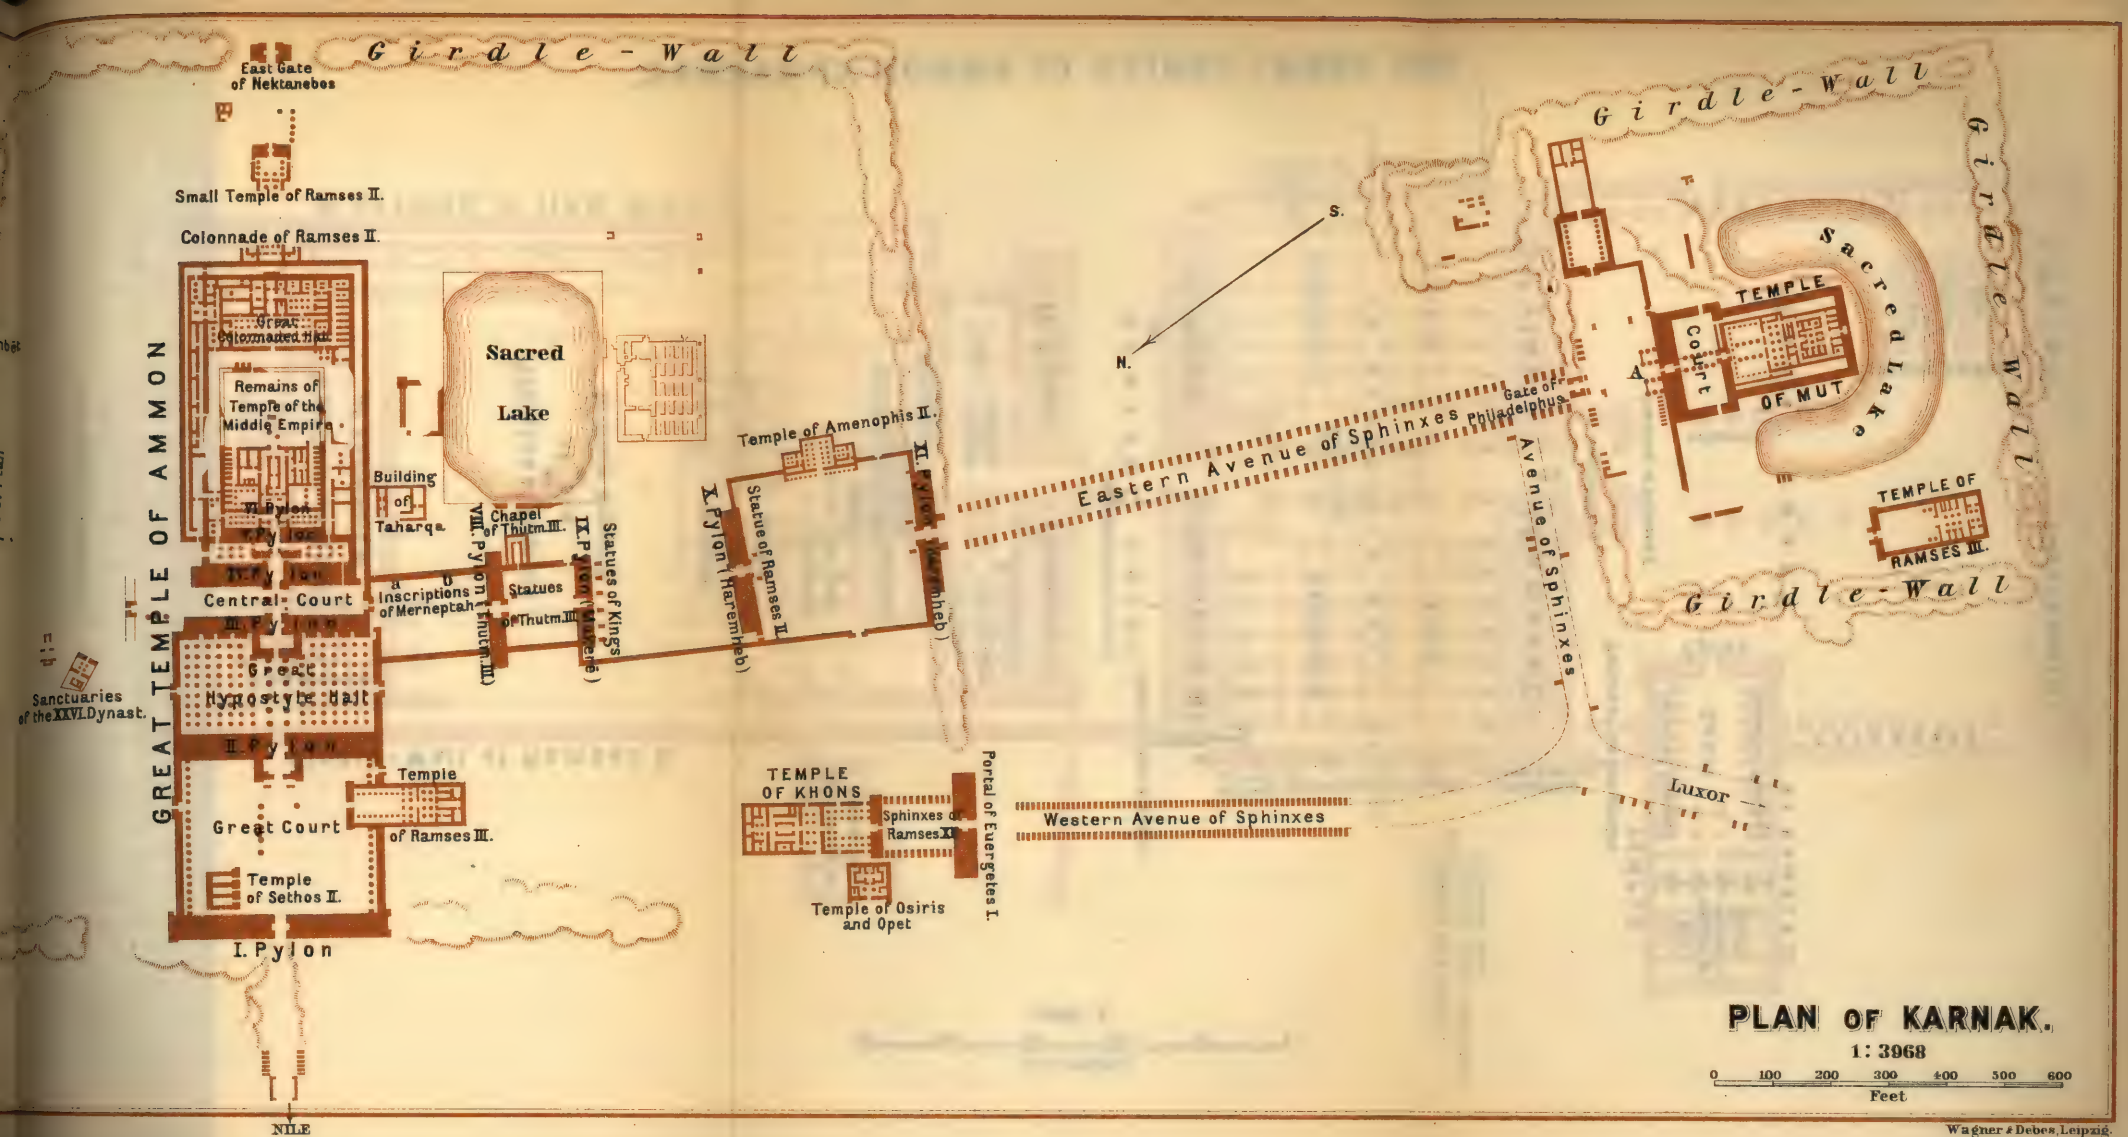 Girdle-Wall
East Gate
of Nektanebos
Small Temple of Ramses II.
Colonnade of Ramses II.
GREAT TEMPLE OF AMMON
Great
Colonnaded Hall
Remains of
Temple of the
Middle Empire
VI. Pylon
V. Pylon
IV. Pylon
Central Court
III. Pylon
Great
Hypostyle Hall
II. Pylon
Great Court
Temple
of Ramses III.
Temple
of Sethos II.
I. Pylon
NILE
Sanctuaries
of the XXVI. Dynast.
Sacred
Lake
Building
of
Taharqa
a b
Inscriptions
of Merneptah
VIII. Pylon (Thutm. III)
Chapel
of Thutm. III.
Statues
of Thutm. III
IX. Pylon
Statues of Kings
X. Pylon (Haremheb)
Statue of Ramses II.
Temple of Amenophis II.
XI. Pylon (Haremheb)
TEMPLE
OF KHONS
Sphinxes of
Ramses XII
Temple of Osiris
and Opet
Portal of Euergetes I.
Western Avenue of Sphinxes
Eastern Avenue of Sphinxes
Gate of
Philadelphus
Avenue of Sphinxes
Luxor
S.
N.
Girdle-Wall
Girdle-Wall
Girdle-Wall
A
Court
TEMPLE
OF MUT
Sacred Lake
TEMPLE OF
RAMSES III.
PLAN OF KARNAK.
1:3968
0 100 200 300 400 500 600
Feet
Wagner & Debes, Leipzig.